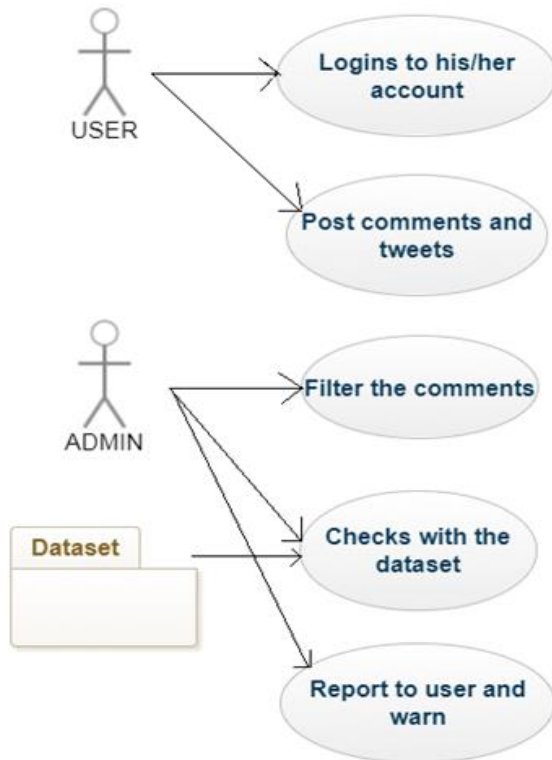 Logins to his/her
account
USER
Post comments and
tweets
Filter the comments
ADMIN
Dataset
Checks with the
dataset
Report to user and
warn